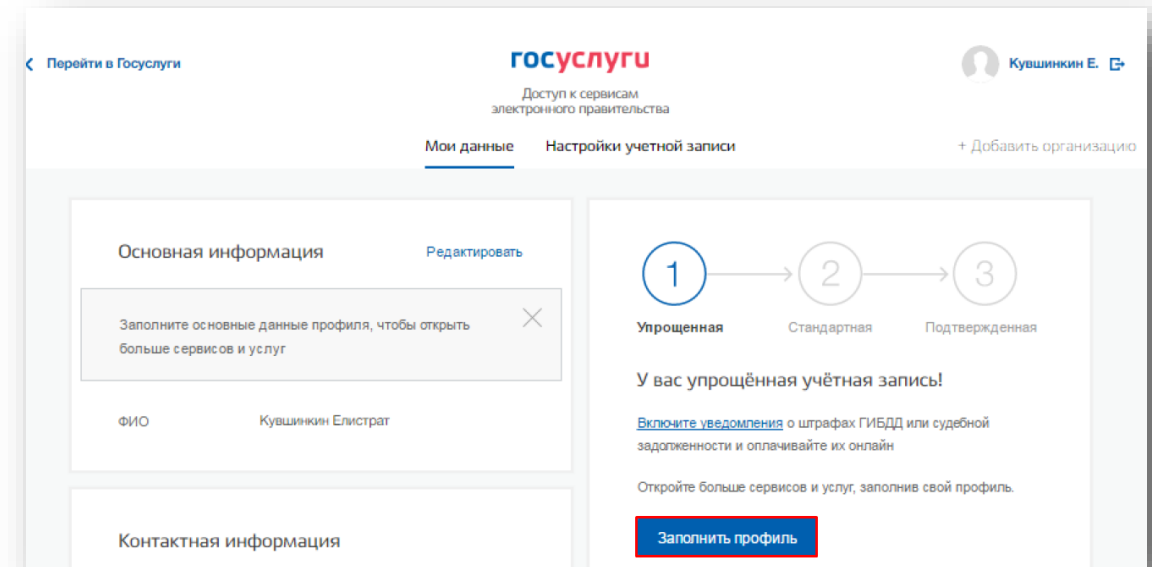 Перейти в Госуслуги
госуслуги
Доступ к сервисам
электронного правительства
Кувшинкин Е.
Мои данные
Настройки учетной записи
+ Добавить организацию
Основная информация
Редактировать
Заполните основные данные профиля, чтобы открыть
больше сервисов и услуг
ФИО
Кувшинкин Елистрат
Контактная информация
1
2
3
Упрощенная
Стандартная
Подтвержденная
У вас упрощённая учётная запись!
Включите уведомления о штрафах ГИБДД или судебной
задолженности и оплачивайте их онлайн
Откройте больше сервисов и услуг, заполнив свой профиль.
Заполнить профиль